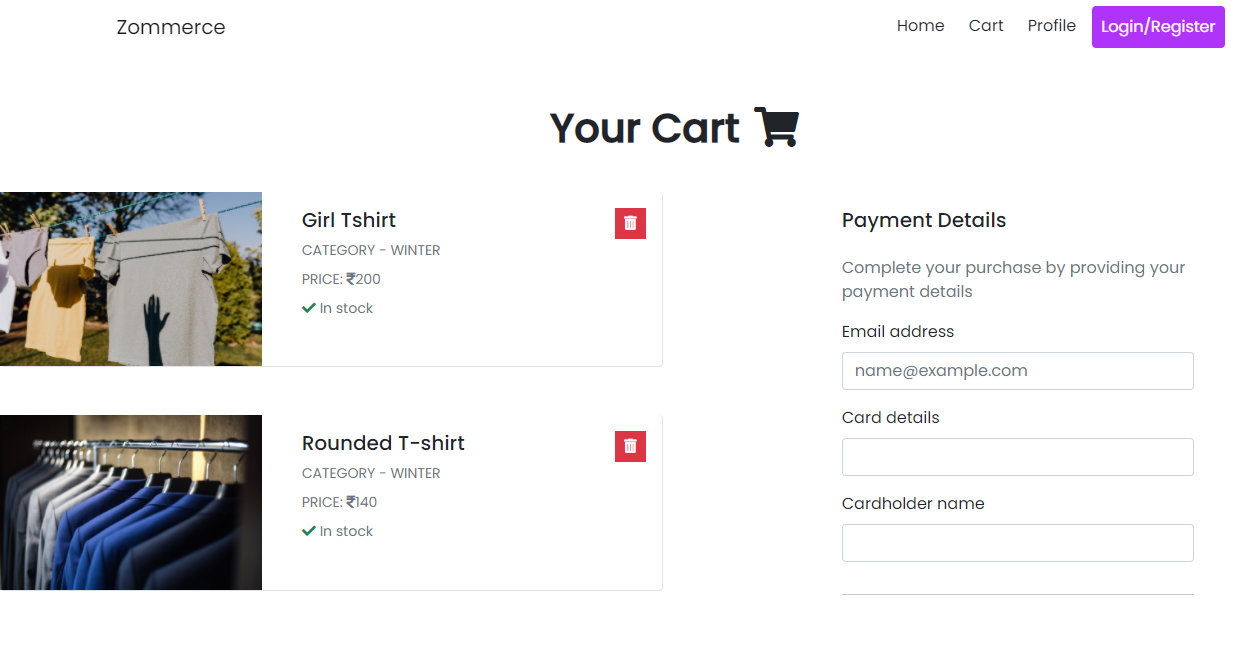 Zommerce
Home Cart Profile Login/Register
Your Cart
Girl Tshirt
CATEGORY - WINTER
PRICE: ₹200
In stock
Rounded T-shirt
CATEGORY - WINTER
PRICE: ₹140
In stock
Payment Details
Complete your purchase by providing your
payment details
Email address
name@example.com
Card details
Cardholder name